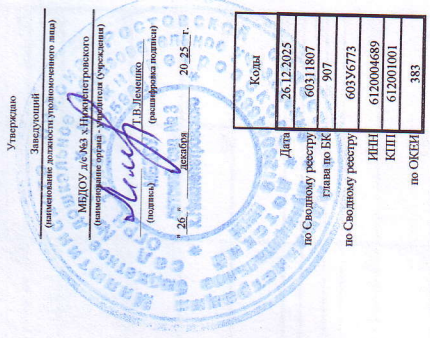 Утверждаю
Заведующий
(наименование должности уполномоченного лица)
МБДОУ д/с №3 х.Нижнепетровского
(наименование органа - учредителя (учреждения)
Т.В.Лемешко
(подпись) (расшифровка подписи)
" 26 " декабря 20 25 г.
Коды
Дата 26.12.2025
по Сводному реестру 60311807
глава по БК 907
по Сводному реестру 603У6773
ИНН 6120004689
КПП 612001001
по ОКЕИ 383